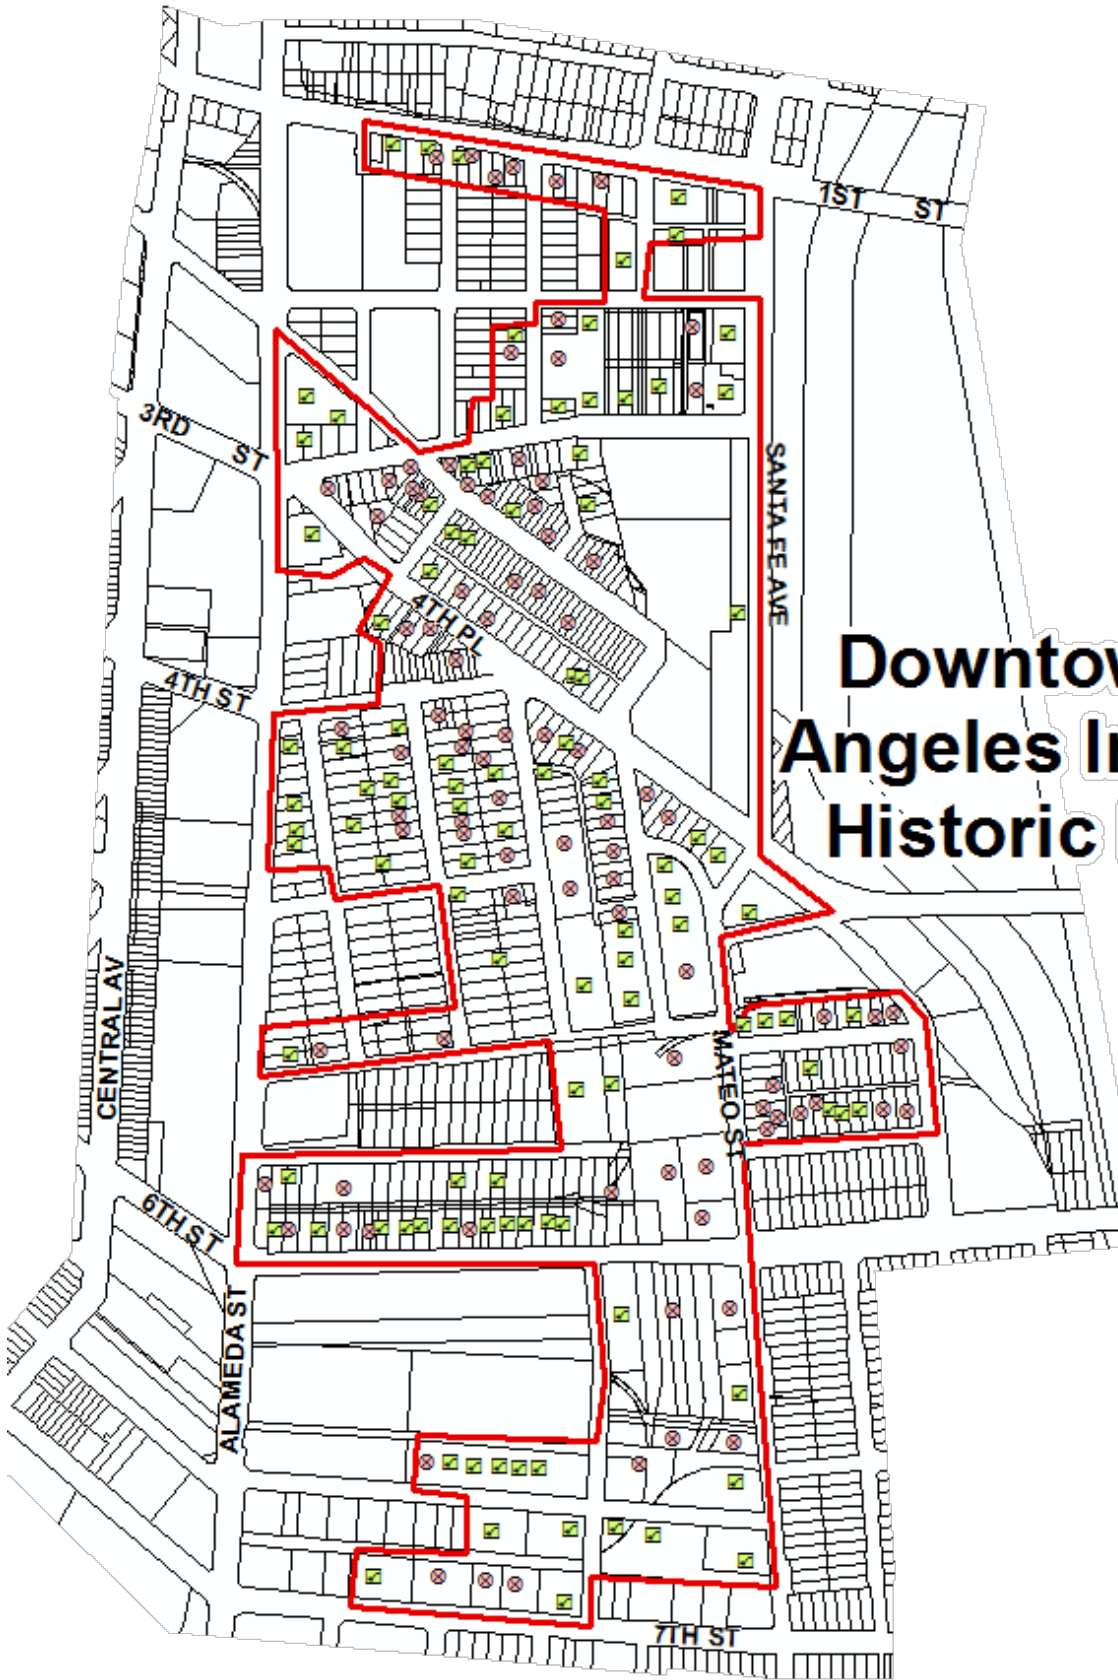 1ST ST
3RD ST
SANTA FE AVE
4TH PL
Downtow
4TH ST
Angeles In
Historic
CENTRAL AV
MATEO ST
6TH ST
ALAMEDA ST
7TH ST